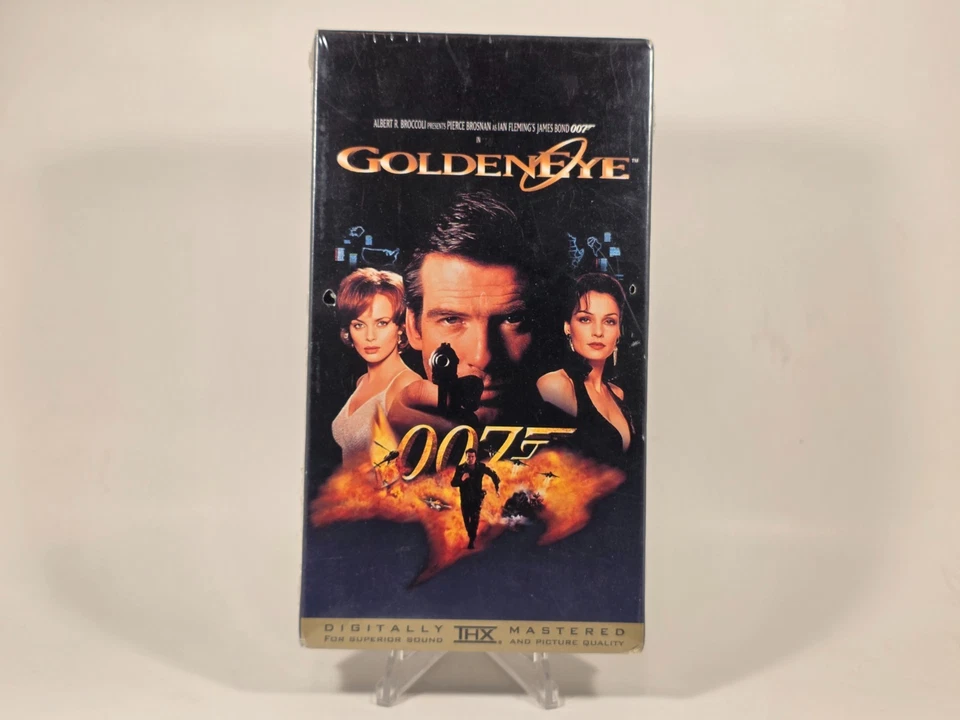 ALBERT R. BROCCOLI PRESENTS PIERCE BROSNAN AS IAN FLEMING'S JAMES BOND 007
IN
GOLDENEYE™
007
DIGITALLY THX MASTERED
FOR SUPERIOR SOUND AND PICTURE QUALITY